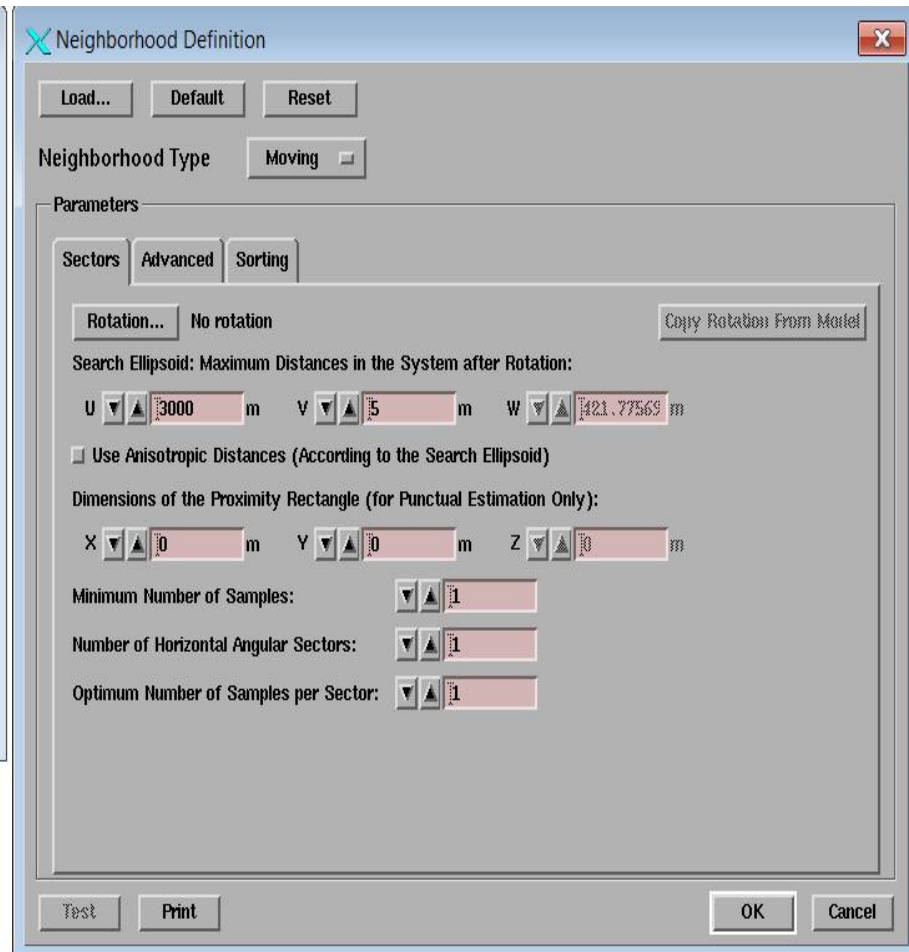 Neighborhood Definition
Load... Default Reset
Neighborhood Type Moving
Parameters
Sectors Advanced Sorting
Rotation... No rotation Copy Rotation From Model
Search Ellipsoid: Maximum Distances in the System after Rotation:
U 3000 m V 5 m W 421.77569 m
Use Anisotropic Distances (According to the Search Ellipsoid)
Dimensions of the Proximity Rectangle (for Punctual Estimation Only):
X 0 m Y 0 m Z 0 m
Minimum Number of Samples: 1
Number of Horizontal Angular Sectors: 1
Optimum Number of Samples per Sector: 1
Test Print OK Cancel